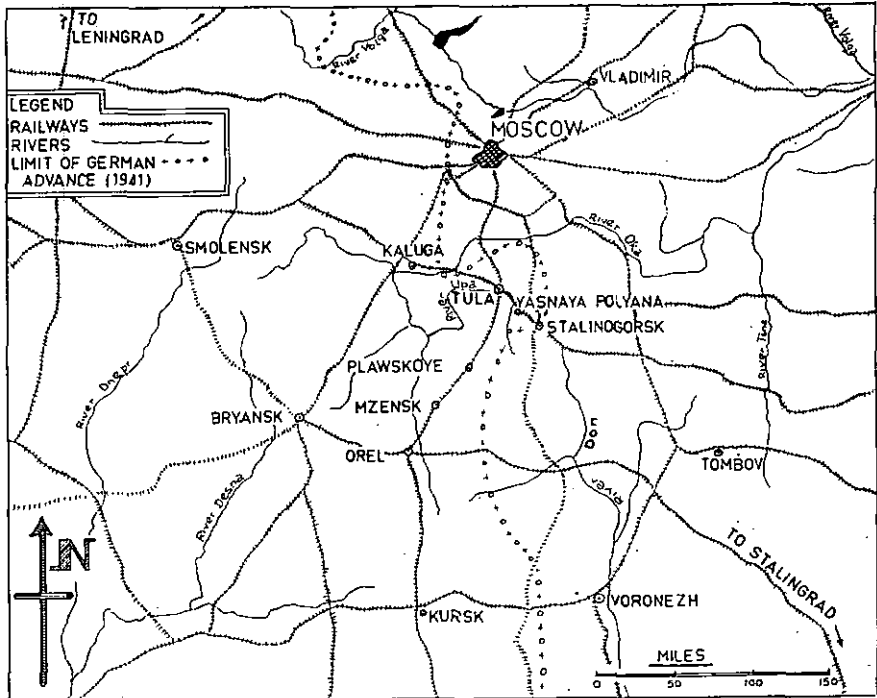 TO
LENINGRAD
River Volga
River Volga
VLADIMIR
LEGEND
RAILWAYS
RIVERS
LIMIT OF GERMAN
ADVANCE (1941)
MOSCOW
River Oka
SMOLENSK
KALUGA
River Upa
TULA
YASNAYA POLYANA
STALINOGORSK
River Dnepr
PLAWSKOYE
MZENSK
BRYANSK
OREL
TOMBOV
River Desna
River
N
TO STALINGRAD
KURSK
VORONEZH
MILES
0 50 100 150